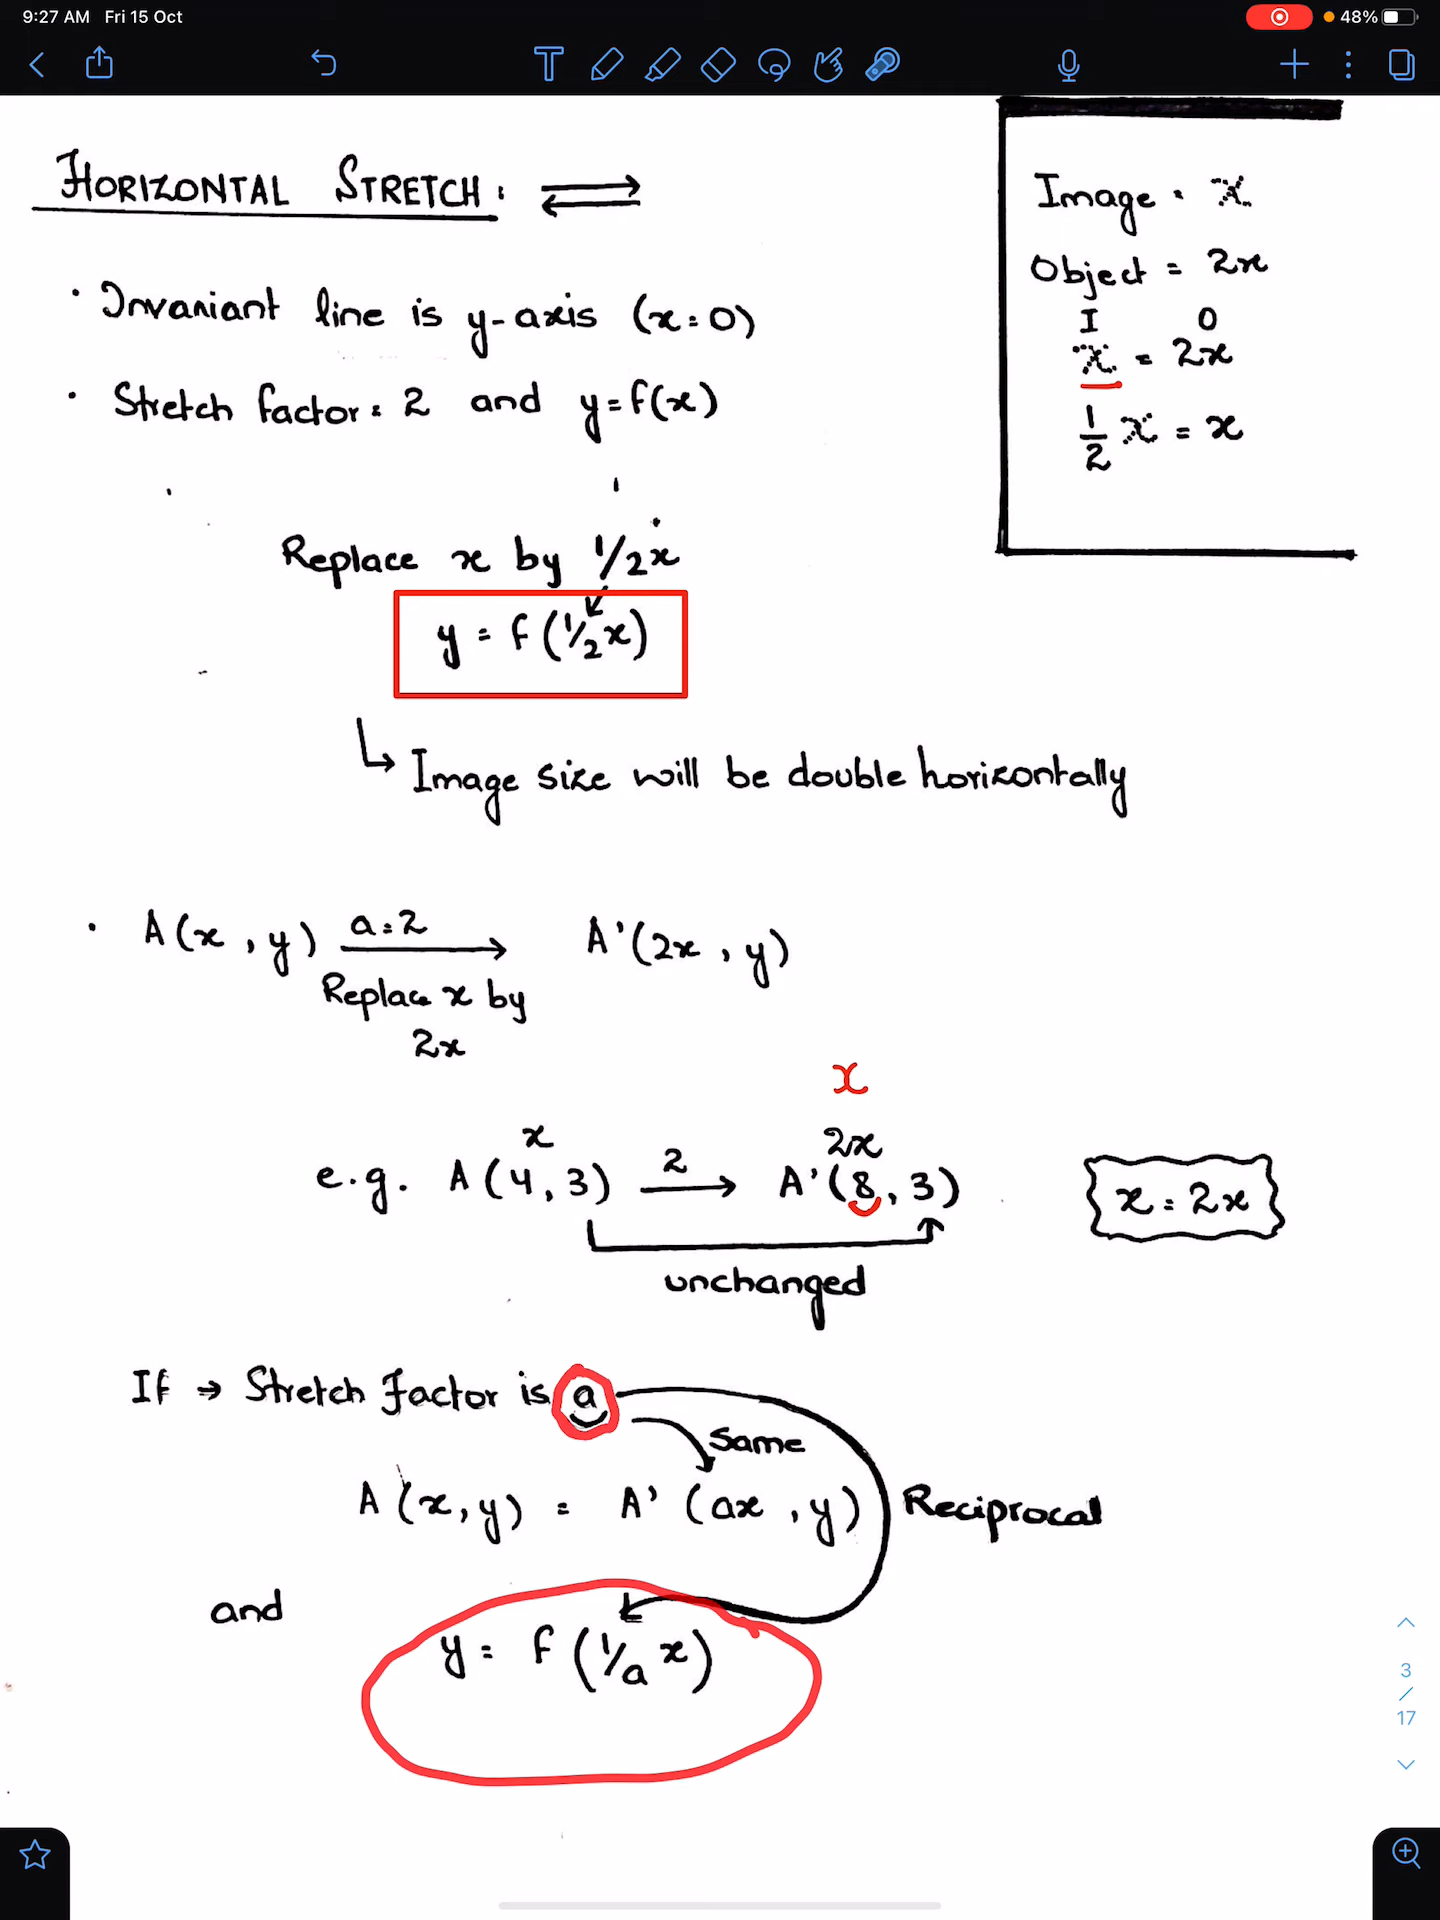 9:27 AM Fri 15 Oct
48%
HORIZONTAL STRETCH:
Image = x
Object = 2x
I O
x = 2x
1/2 x = x
· Invariant line is y-axis (x=0)
· Stretch factor = 2 and y=f(x)
Replace x by 1/2x
y = f(1/2x)
↳ Image size will be double horizontally
· A(x, y) a=2 → A'(2x, y)
Replace x by
2x
x
x 2x
e.g. A(4,3) 2→ A'(8,3)
x = 2x
unchanged
If → Stretch Factor is a
Same
A(x,y) = A'(ax, y)
Reciprocal
and
y = f(1/a x)
3
/
17